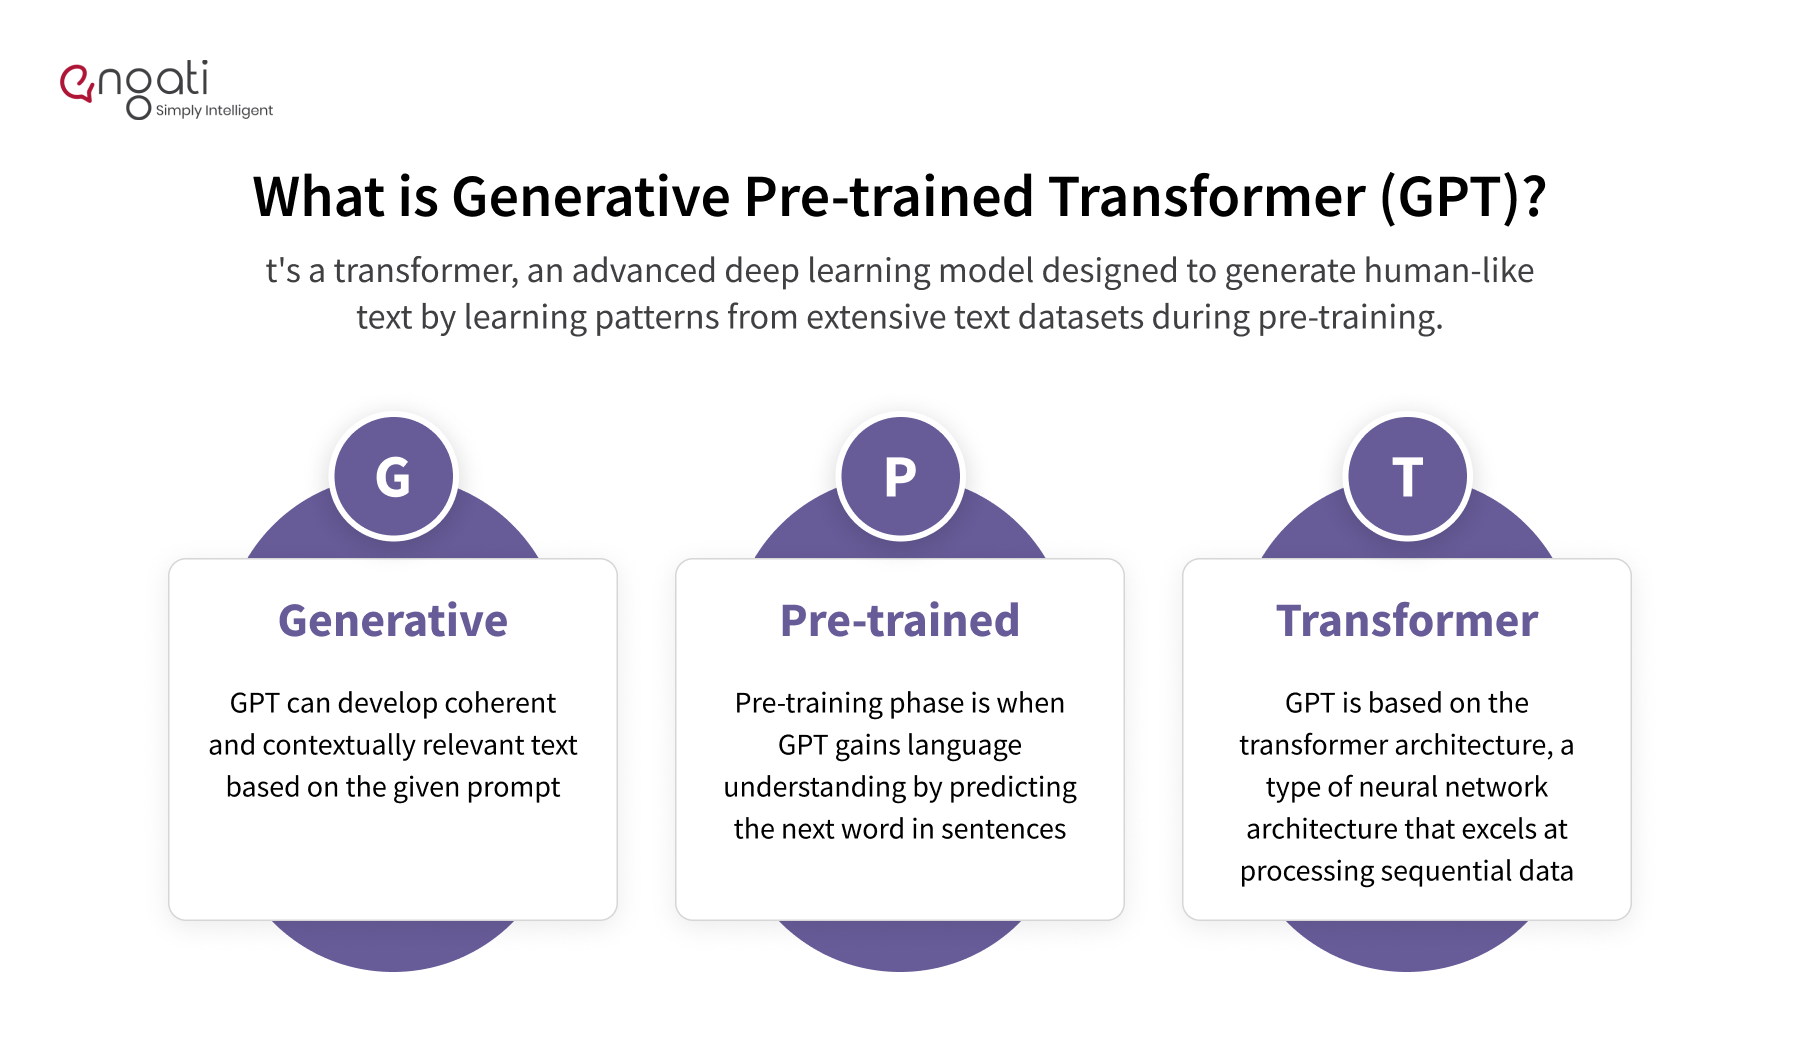 engati
Simply Intelligent
What is Generative Pre-trained Transformer (GPT)?
t's a transformer, an advanced deep learning model designed to generate human-like
text by learning patterns from extensive text datasets during pre-training.
G
Generative
GPT can develop coherent
and contextually relevant text
based on the given prompt
P
Pre-trained
Pre-training phase is when
GPT gains language
understanding by predicting
the next word in sentences
T
Transformer
GPT is based on the
transformer architecture, a
type of neural network
architecture that excels at
processing sequential data